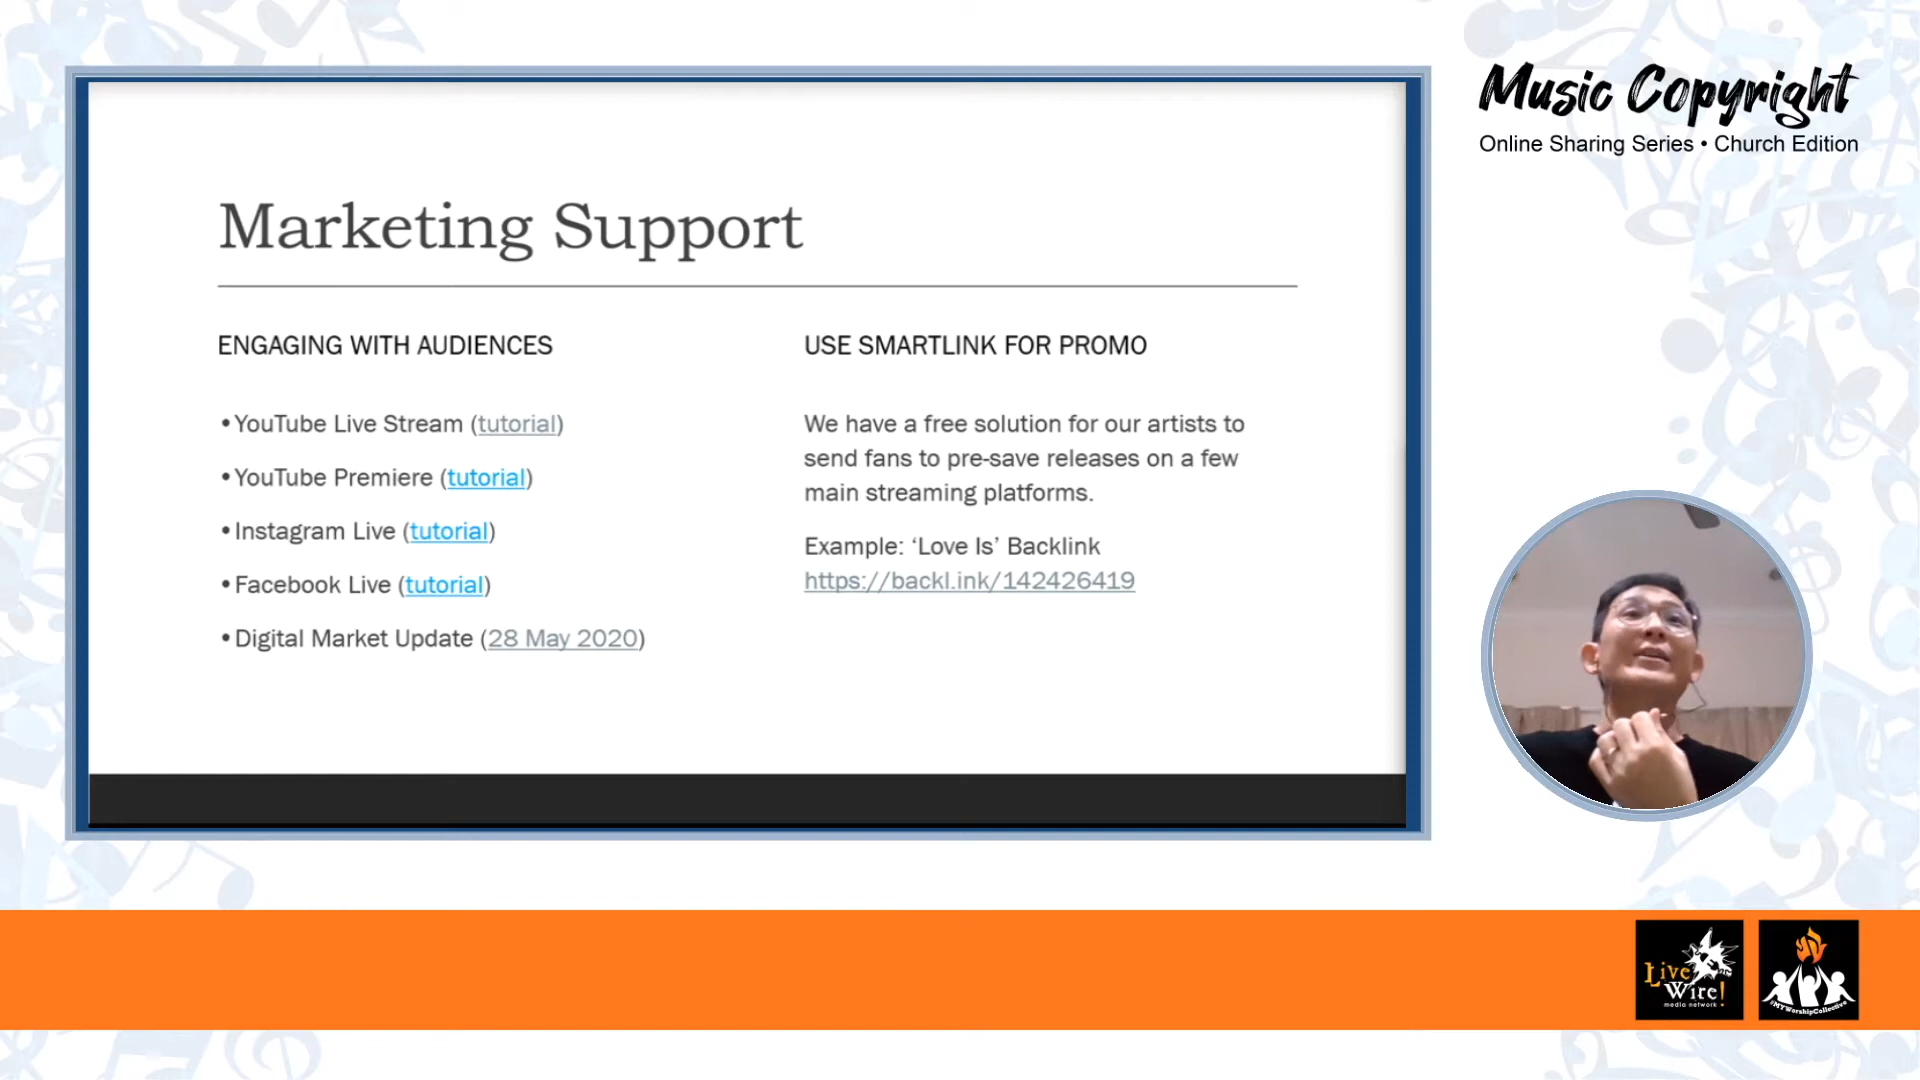 Music Copyright
Online Sharing Series • Church Edition
Marketing Support
ENGAGING WITH AUDIENCES
•YouTube Live Stream (tutorial)
•YouTube Premiere (tutorial)
•Instagram Live (tutorial)
•Facebook Live (tutorial)
•Digital Market Update (28 May 2020)
USE SMARTLINK FOR PROMO
We have a free solution for our artists to
send fans to pre-save releases on a few
main streaming platforms.
Example: ‘Love Is’ Backlink
https://backl.ink/142426419
Live
Wire!
media network
#MYWorshipCollective